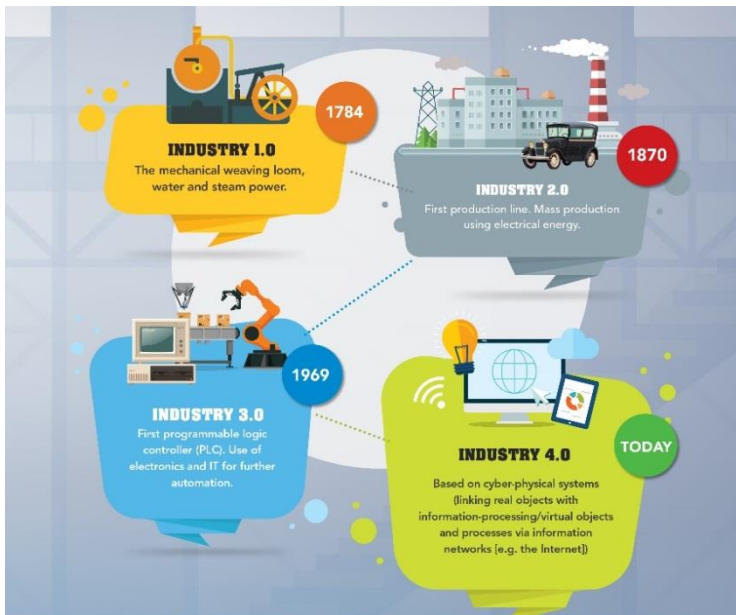 1784
INDUSTRY 1.0
The mechanical weaving loom,
water and steam power.
1870
INDUSTRY 2.0
First production line. Mass production
using electrical energy.
1969
INDUSTRY 3.0
First programmable logic
controller (PLC). Use of
electronics and IT for further
automation.
TODAY
INDUSTRY 4.0
Based on cyber-physical systems
(linking real objects with
information-processing/virtual objects
and processes via information
networks [e.g. the Internet])